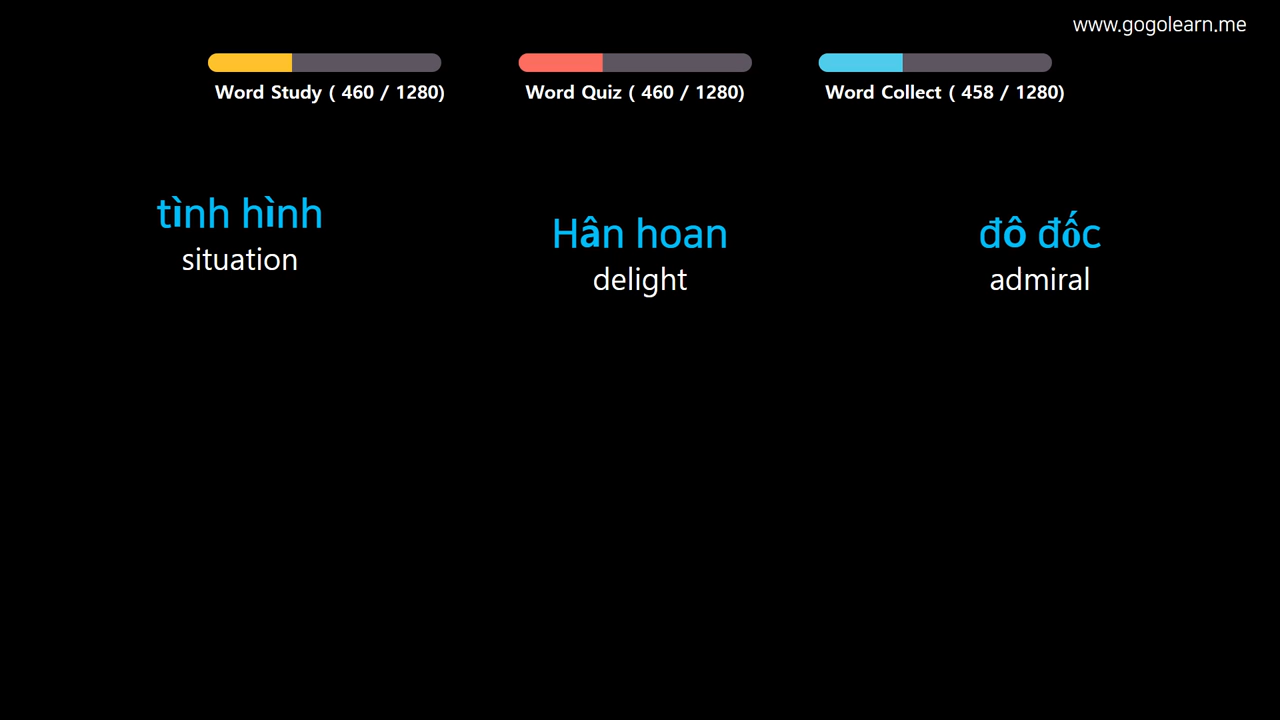 www.gogolearn.me
Word Study ( 460 / 1280)
Word Quiz ( 460 / 1280)
Word Collect ( 458 / 1280)
tình hình
situation
Hân hoan
delight
đô đốc
admiral